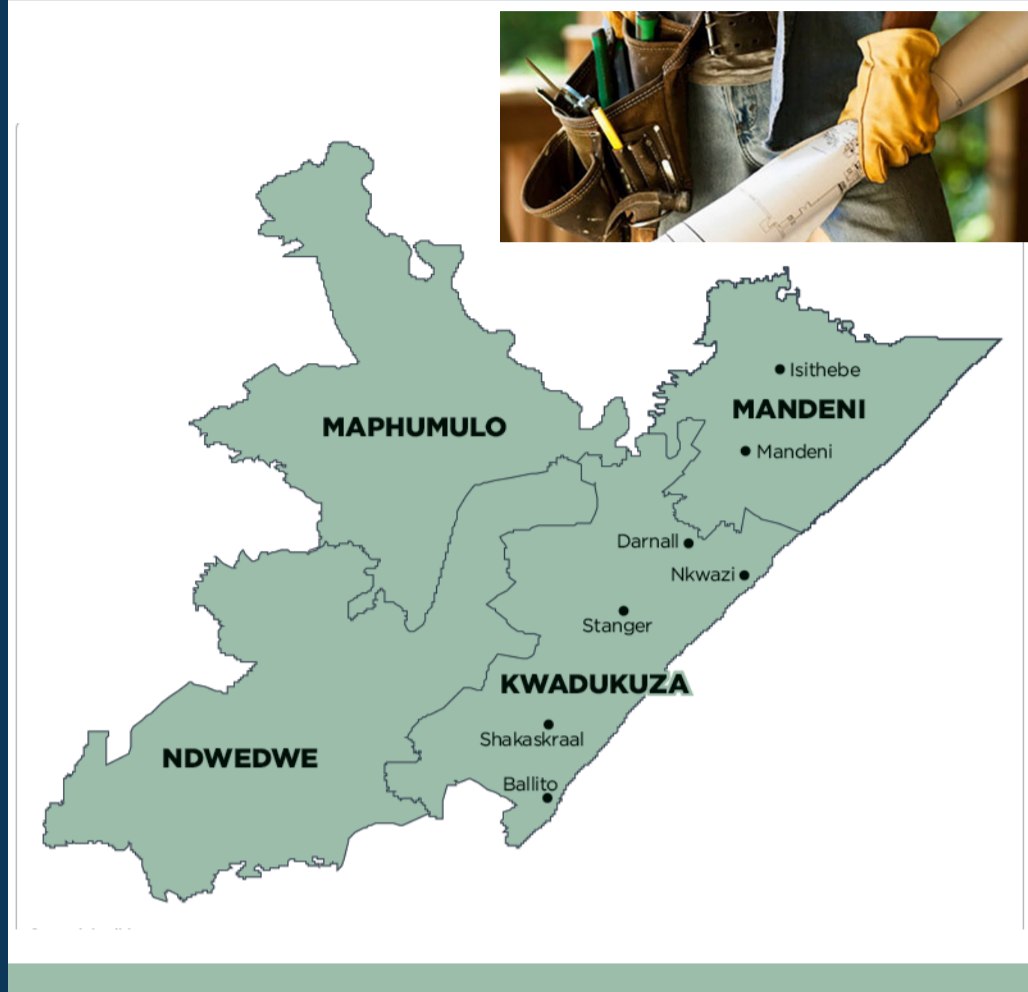 Isithebe
MANDENI
MAPHUMULO
Mandeni
Darnall
Nkwazi
Stanger
KWADUKUZA
Shakaskraal
NDWEDWE
Ballito